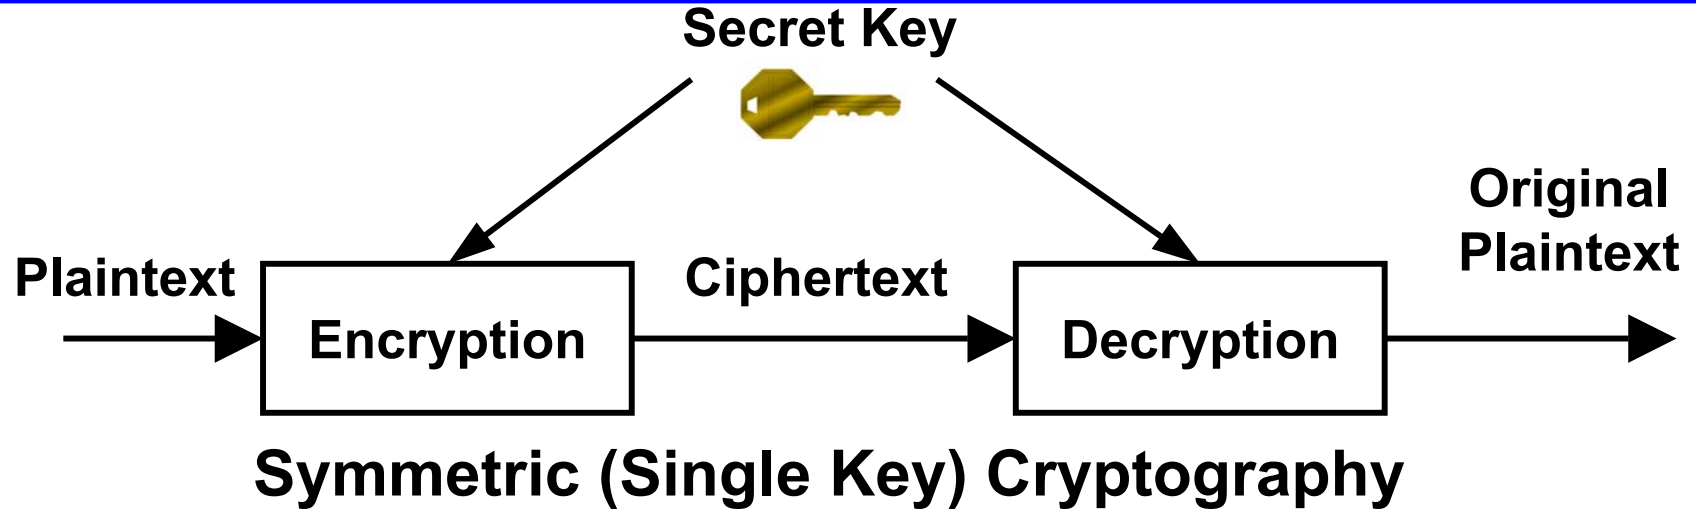 Secret Key
Original
Plaintext
Plaintext
Ciphertext
Encryption
Decryption
Symmetric (Single Key) Cryptography